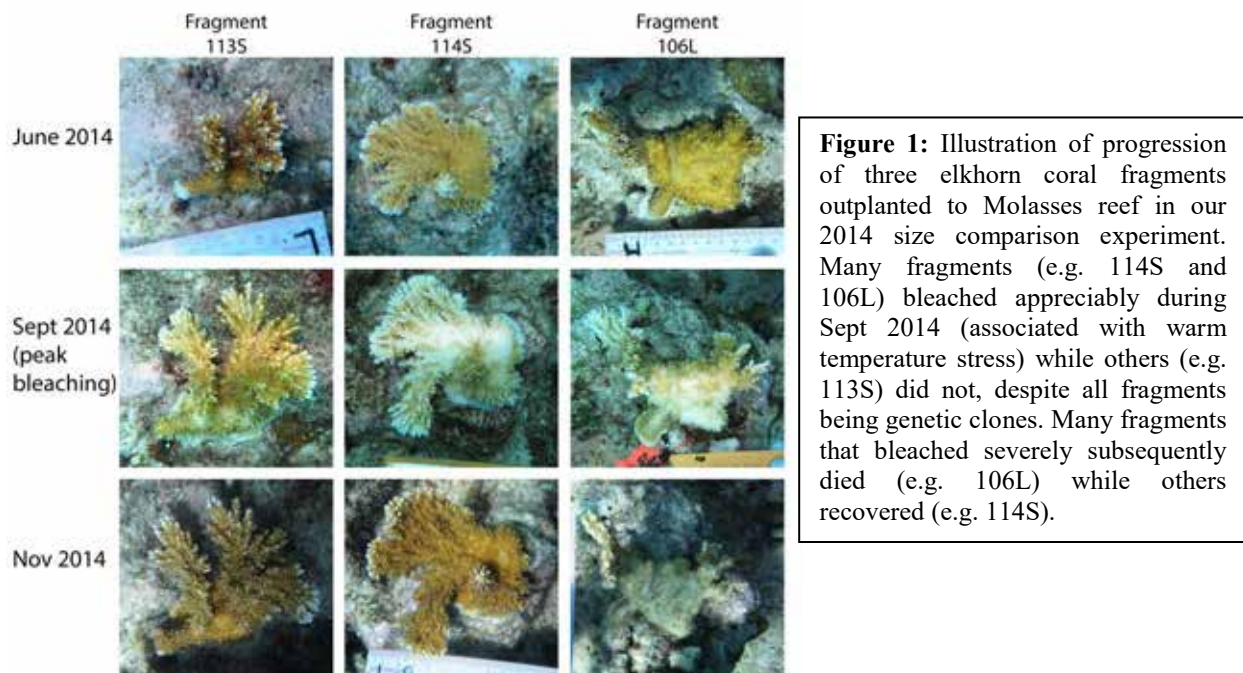 Fragment
113S
Fragment
114S
Fragment
106L
June 2014
Sept 2014
(peak
bleaching)
Nov 2014
Figure 1: Illustration of progression
of three elkhorn coral fragments
outplanted to Molasses reef in our
2014 size comparison experiment.
Many fragments (e.g. 114S and
106L) bleached appreciably during
Sept 2014 (associated with warm
temperature stress) while others (e.g.
113S) did not, despite all fragments
being genetic clones. Many fragments
that bleached severely subsequently
died (e.g. 106L) while others
recovered (e.g. 114S).